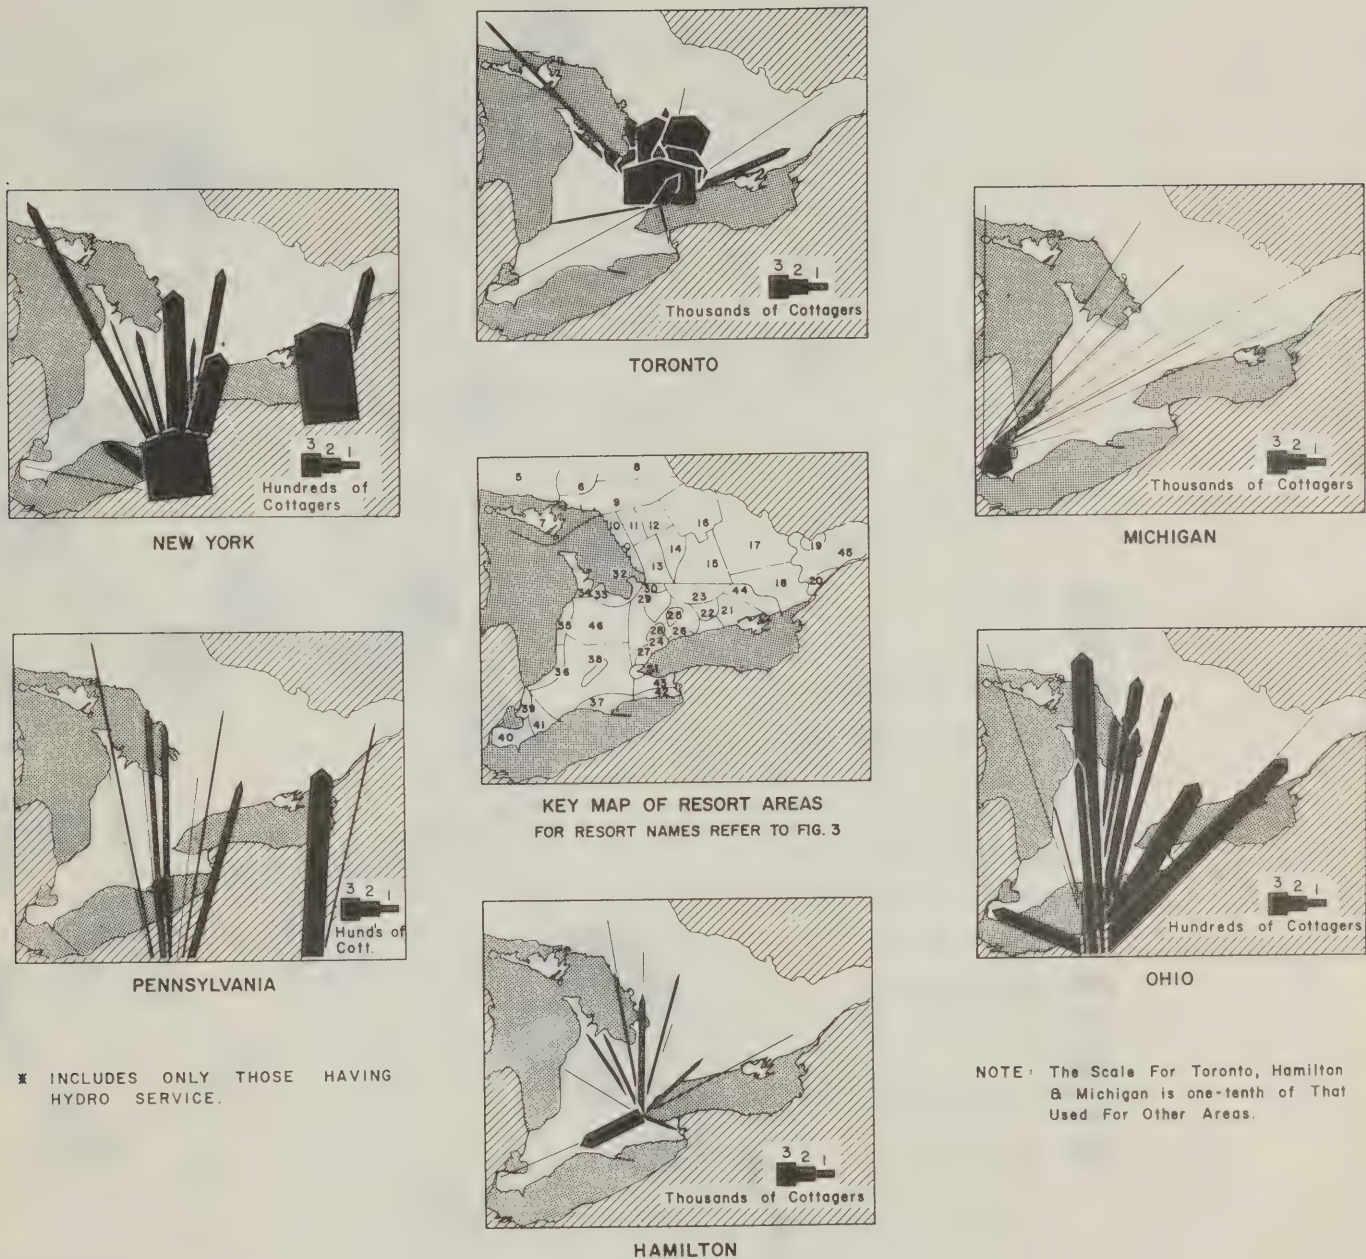 3 2 1
Thousands of Cottagers
TORONTO
3 2 1
Hundreds of
Cottagers
NEW YORK
3 2 1
Thousands of Cottagers
MICHIGAN
5 6 8
7 9 10 11 12 16
14 17 19 45
32 13 15 18 20
34 33 30 29 23 44
35 46 25 22 21
28 26
24
36 38 27
31
43
42
39 37
40 41
KEY MAP OF RESORT AREAS
FOR RESORT NAMES REFER TO FIG. 3
3 2 1
Hund's of
Cott.
PENNSYLVANIA
3 2 1
Hundreds of Cottagers
OHIO
3 2 1
Thousands of Cottagers
HAMILTON
* INCLUDES ONLY THOSE HAVING
HYDRO SERVICE.
NOTE: The Scale For Toronto, Hamilton
& Michigan is one-tenth of That
Used For Other Areas.